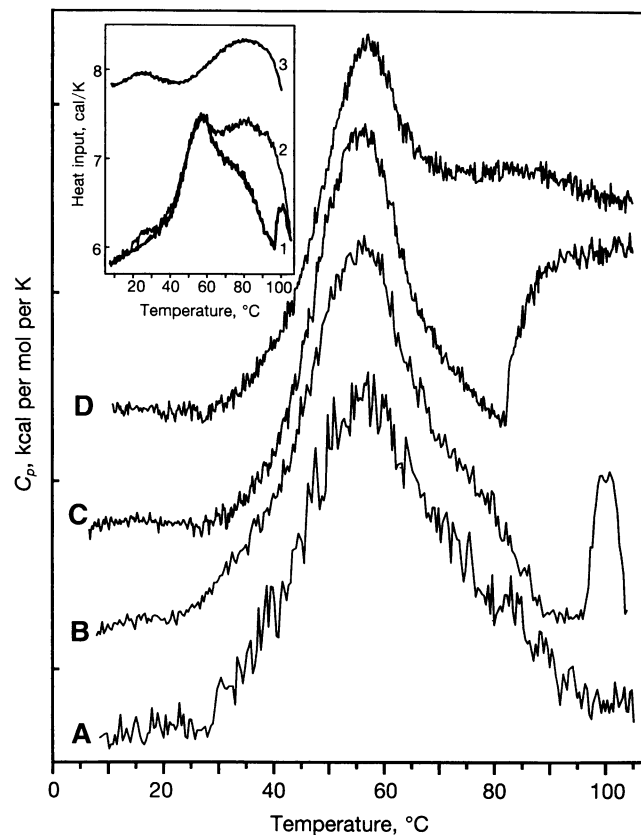 Heat input, cal/K
8
7
6
3
2
1
0 20 40 60 80 100
Temperature, °C
Cp, kcal per mol per K
D
C
B
A
0 20 40 60 80 100
Temperature, °C